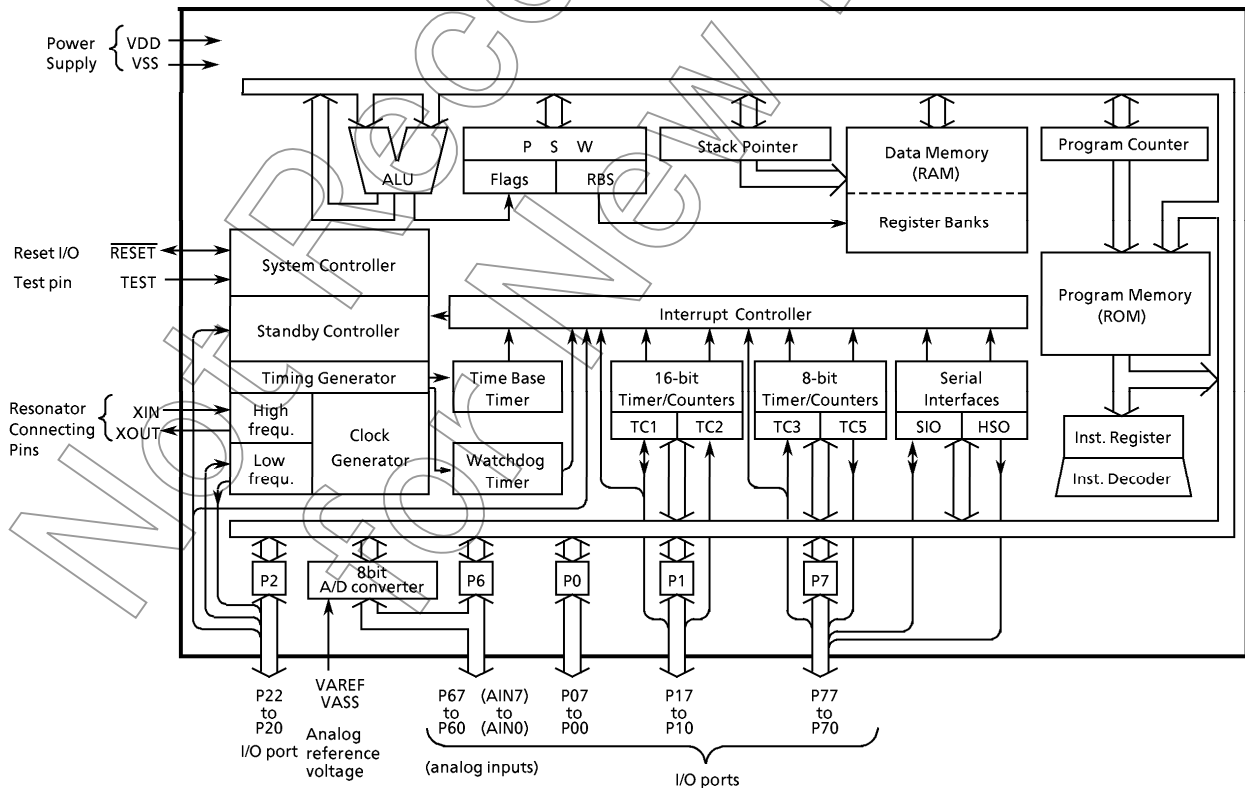 Not Reco
for New
Power
Supply
VDD
VSS
ALU
P S W
Flags
RBS
Stack Pointer
Data Memory
(RAM)
Register Banks
Program Counter
Reset I/O
RESET
Test pin
TEST
System Controller
Standby Controller
Interrupt Controller
Program Memory
(ROM)
Timing Generator
Time Base
Timer
16-bit
Timer/Counters
TC1
TC2
8-bit
Timer/Counters
TC3
TC5
Serial
Interfaces
SIO
HSO
Resonator
Connecting
Pins
XIN
XOUT
High
frequ.
Low
frequ.
Clock
Generator
Watchdog
Timer
Inst. Register
Inst. Decoder
P2
8bit
A/D converter
P6
P0
P1
P7
P22
to
P20
I/O port
VAREF
VASS
Analog
reference
voltage
P67
to
P60
(AIN7)
to
(AIN0)
(analog inputs)
P07
to
P00
P17
to
P10
P77
to
P70
I/O ports